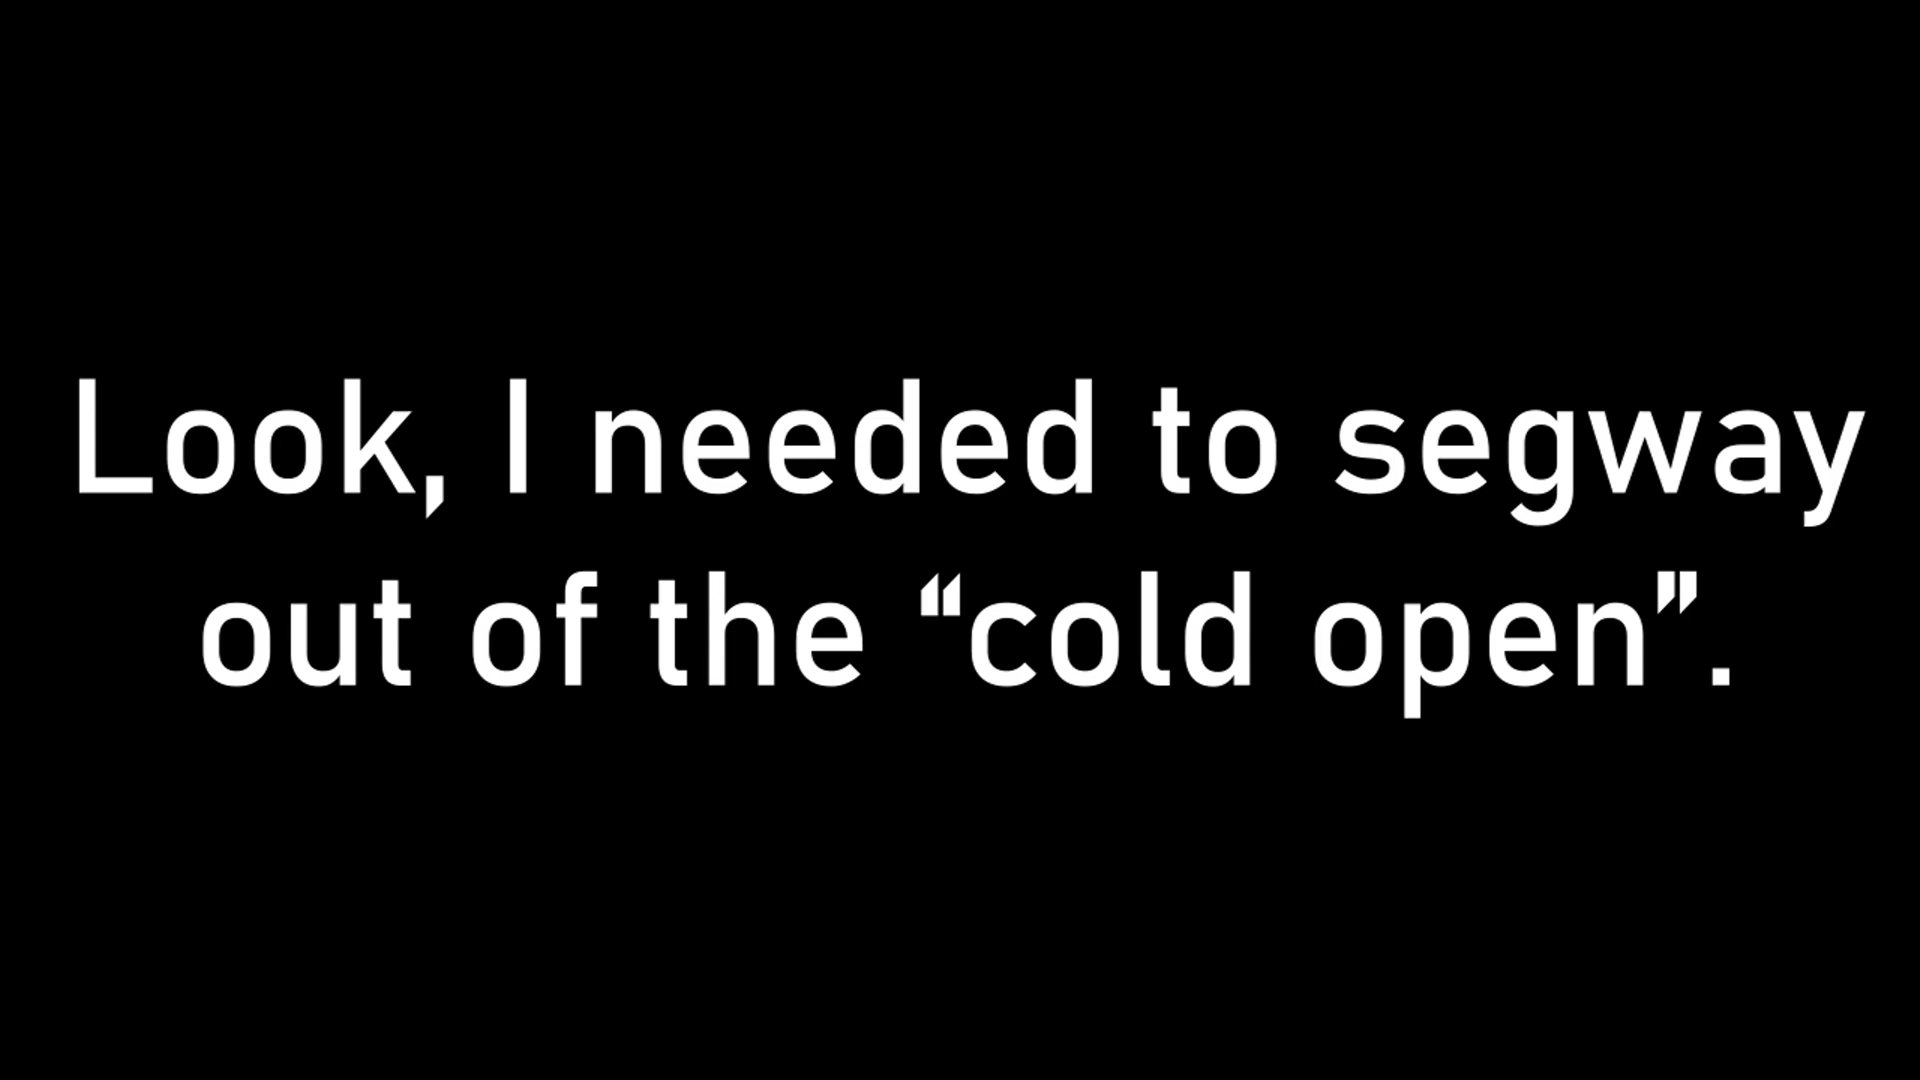 Look, I needed to segway
out of the “cold open”.